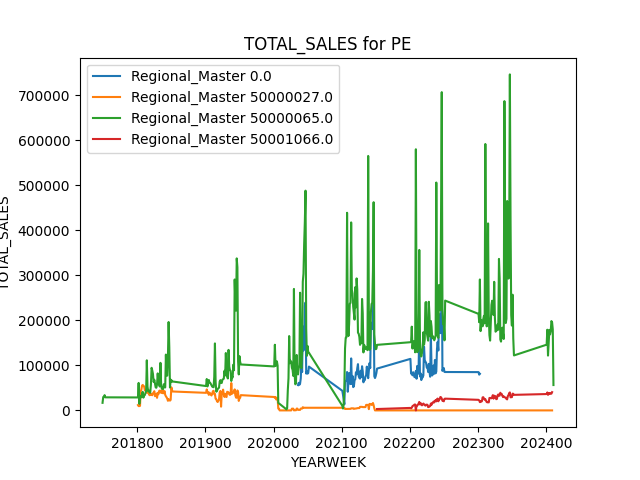 TOTAL_SALES for PE
Regional_Master 0.0
Regional_Master 50000027.0
Regional_Master 50000065.0
Regional_Master 50001066.0
700000
600000
500000
400000
300000
200000
100000
0
TOTAL_SALES
201800 201900 202000 202100 202200 202300 202400
YEARWEEK